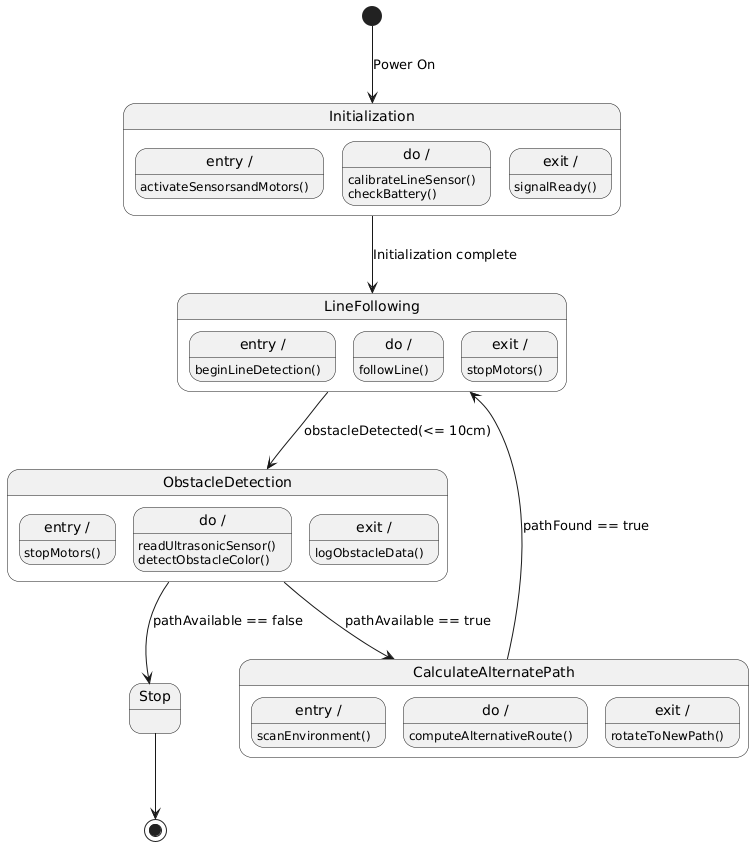 Power On
Initialization
entry /
activateSensorsandMotors()
do /
calibrateLineSensor()
checkBattery()
exit /
signalReady()
Initialization complete
LineFollowing
entry /
beginLineDetection()
do /
followLine()
exit /
stopMotors()
obstacleDetected(<= 10cm)
ObstacleDetection
entry /
stopMotors()
do /
readUltrasonicSensor()
detectObstacleColor()
exit /
logObstacleData()
pathFound == true
pathAvailable == false
pathAvailable == true
Stop
CalculateAlternatePath
entry /
scanEnvironment()
do /
computeAlternativeRoute()
exit /
rotateToNewPath()